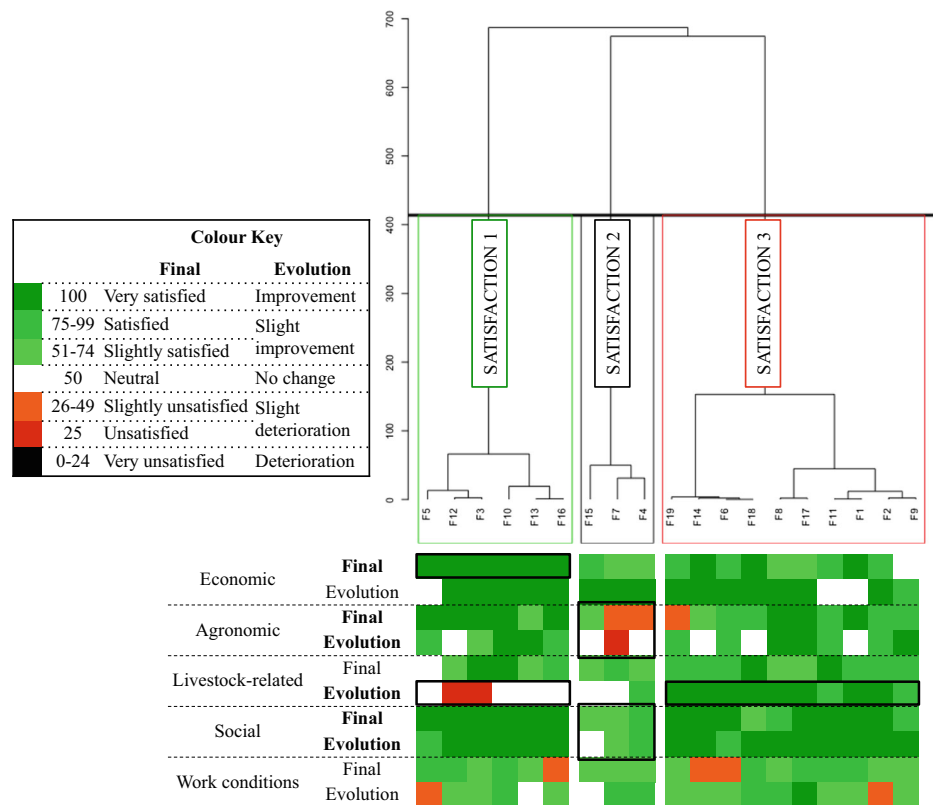 700
600
500
400
300
200
100
0
SATISFACTION 1
SATISFACTION 2
SATISFACTION 3
F5 F12 F3 F10 F13 F16 F15 F7 F4 F19 F14 F6 F18 F8 F17 F11 F1 F2 F9
Colour Key
Final Evolution
100 Very satisfied Improvement
75-99 Satisfied Slight
51-74 Slightly satisfied improvement
50 Neutral No change
26-49 Slightly unsatisfied Slight
25 Unsatisfied deterioration
0-24 Very unsatisfied Deterioration
Economic
Final
Evolution
Agronomic
Final
Evolution
Livestock-related
Final
Evolution
Social
Final
Evolution
Work conditions
Final
Evolution